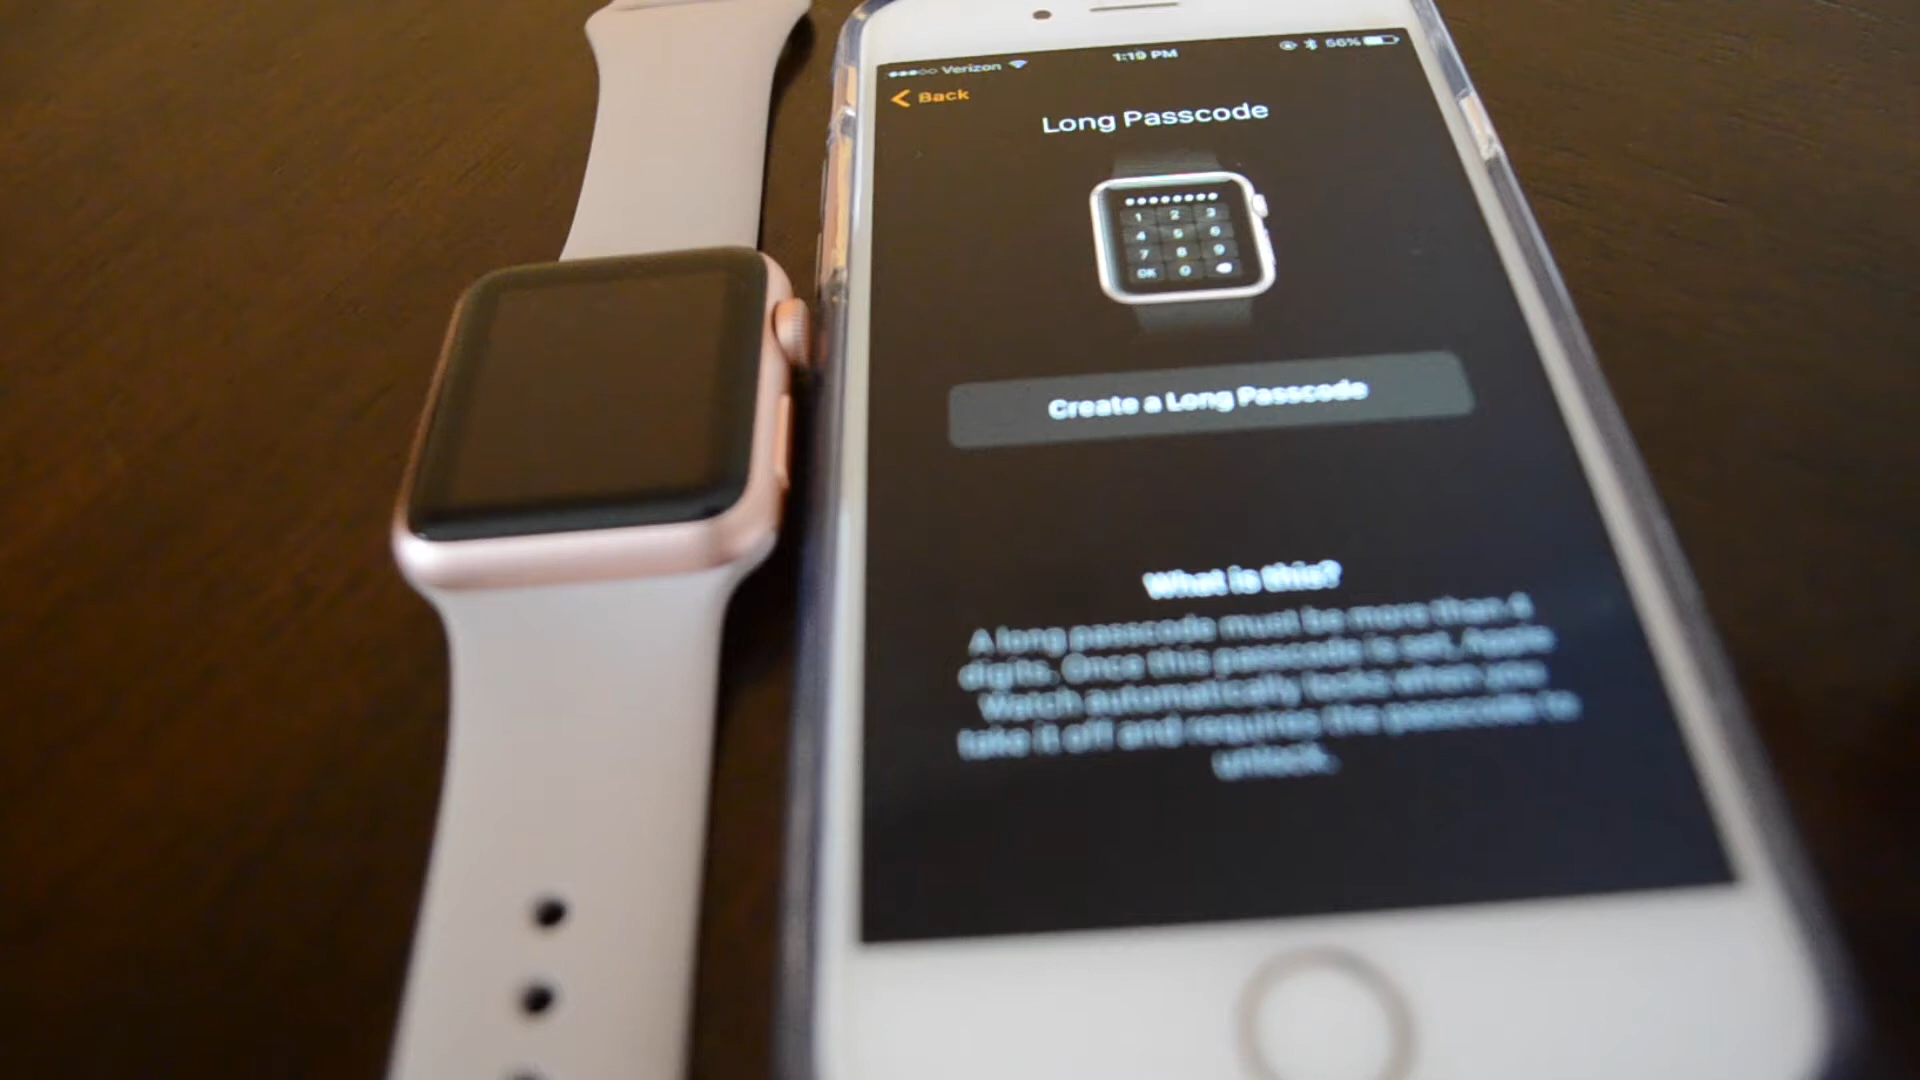 Verizon 1:19 PM 56%
Back
Long Passcode
1 2 3
4 5 6
7 8 9
OK 0
Create a Long Passcode
What is this?
A long passcode must be more than 4
digits. Once this passcode is set, Apple
Watch automatically locks when you
take it off and requires the passcode to
unlock.